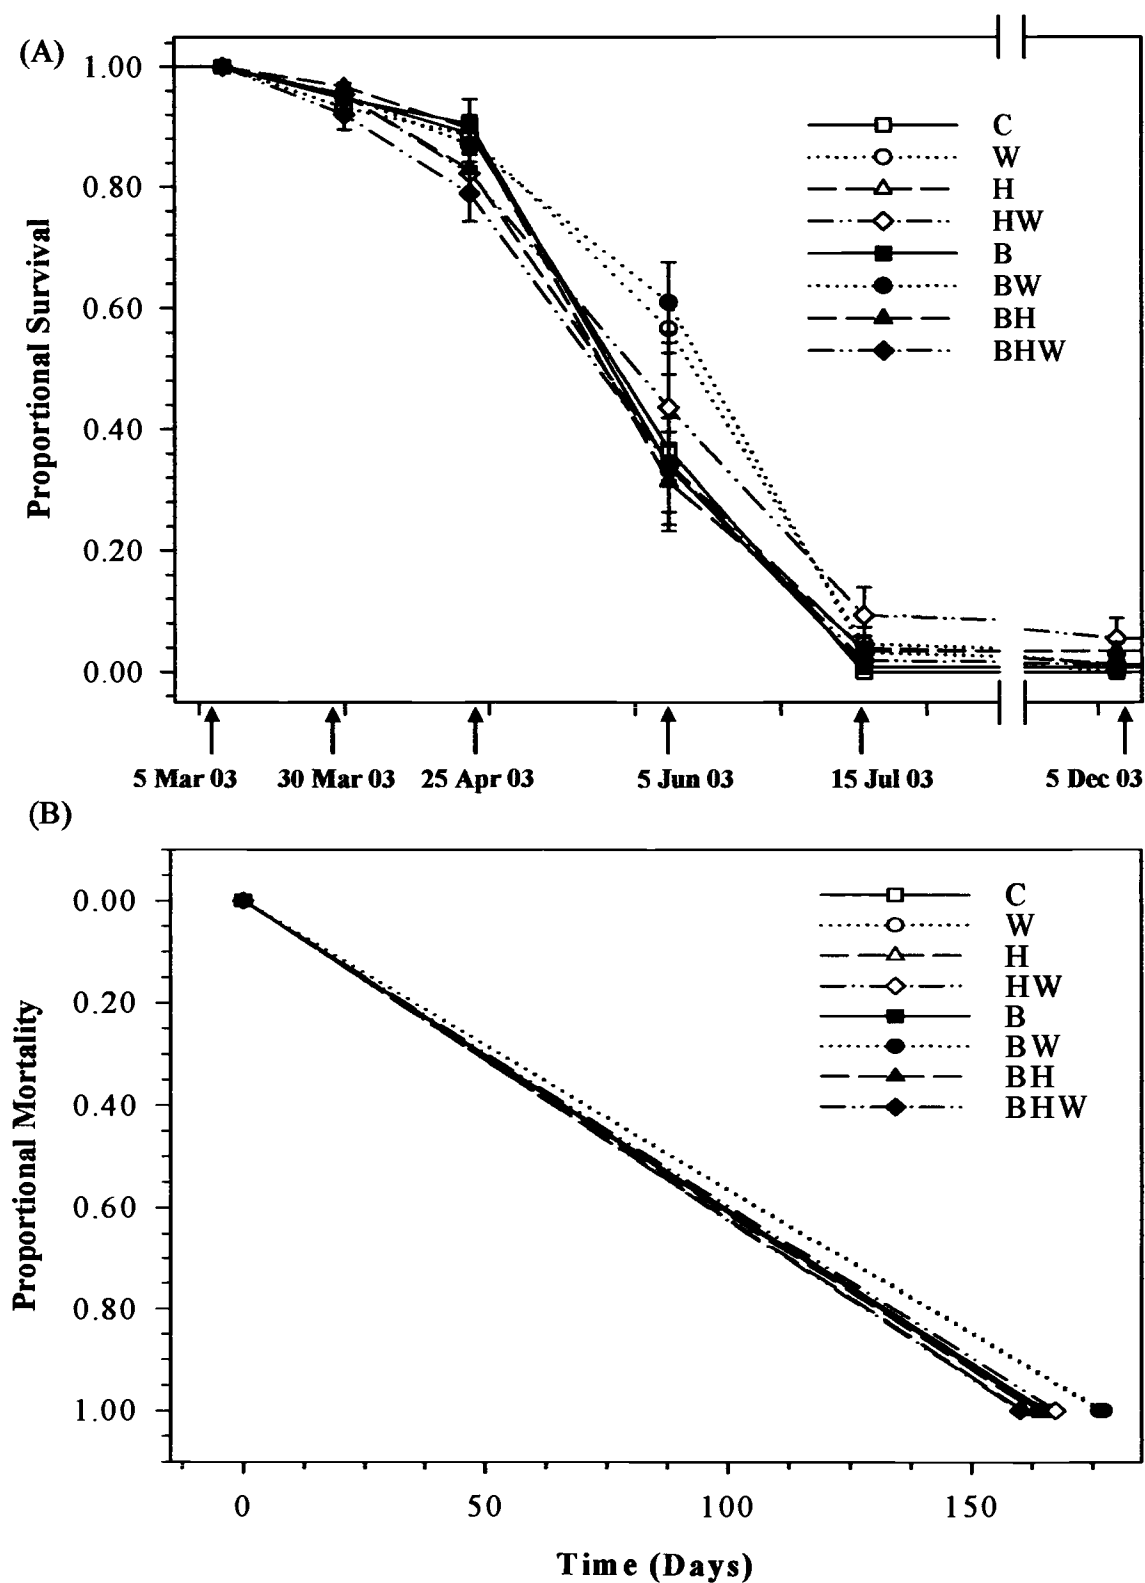 (A)
Proportional Survival
1.00
0.80
0.60
0.40
0.20
0.00
C
W
H
HW
B
BW
BH
BHW
5 Mar 03
30 Mar 03
25 Apr 03
5 Jun 03
15 Jul 03
5 Dec 03
(B)
Proportional Mortality
0.00
0.20
0.40
0.60
0.80
1.00
C
W
H
HW
B
BW
BH
BHW
0
50
100
150
Time (Days)